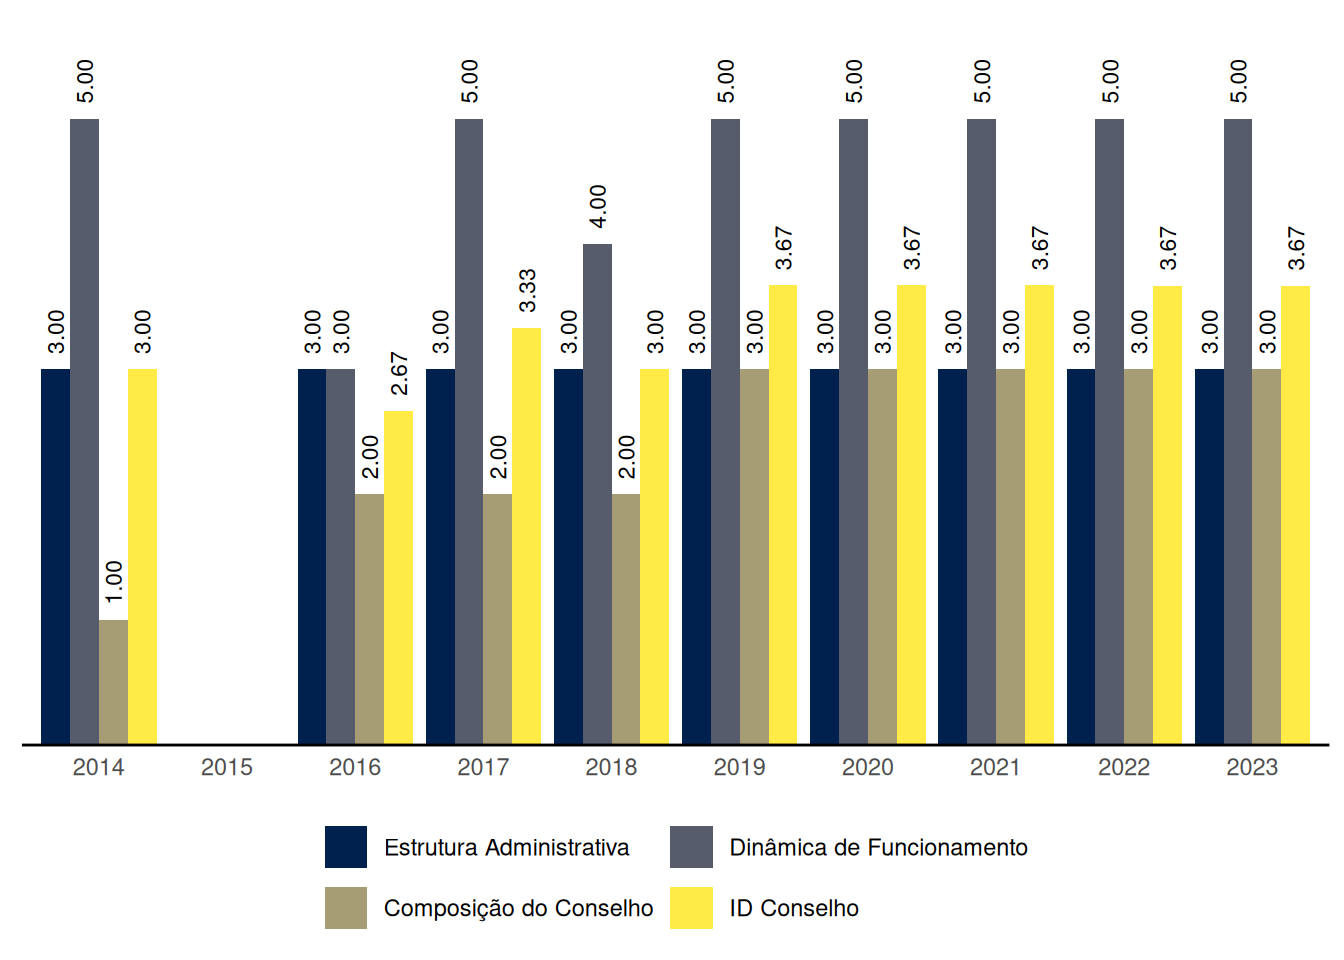 5.00 5.00 5.00 5.00 5.00 5.00 5.00
4.00
3.67 3.67 3.67 3.67 3.67
3.33
3.00 3.00 3.00 3.00 3.00 3.00 3.00 3.00 3.00 3.00 3.00 3.00 3.00 3.00 3.00 3.00 3.00
2.67
2.00 2.00 2.00
1.00
2014 2015 2016 2017 2018 2019 2020 2021 2022 2023
Estrutura Administrativa Dinâmica de Funcionamento
Composição do Conselho ID Conselho